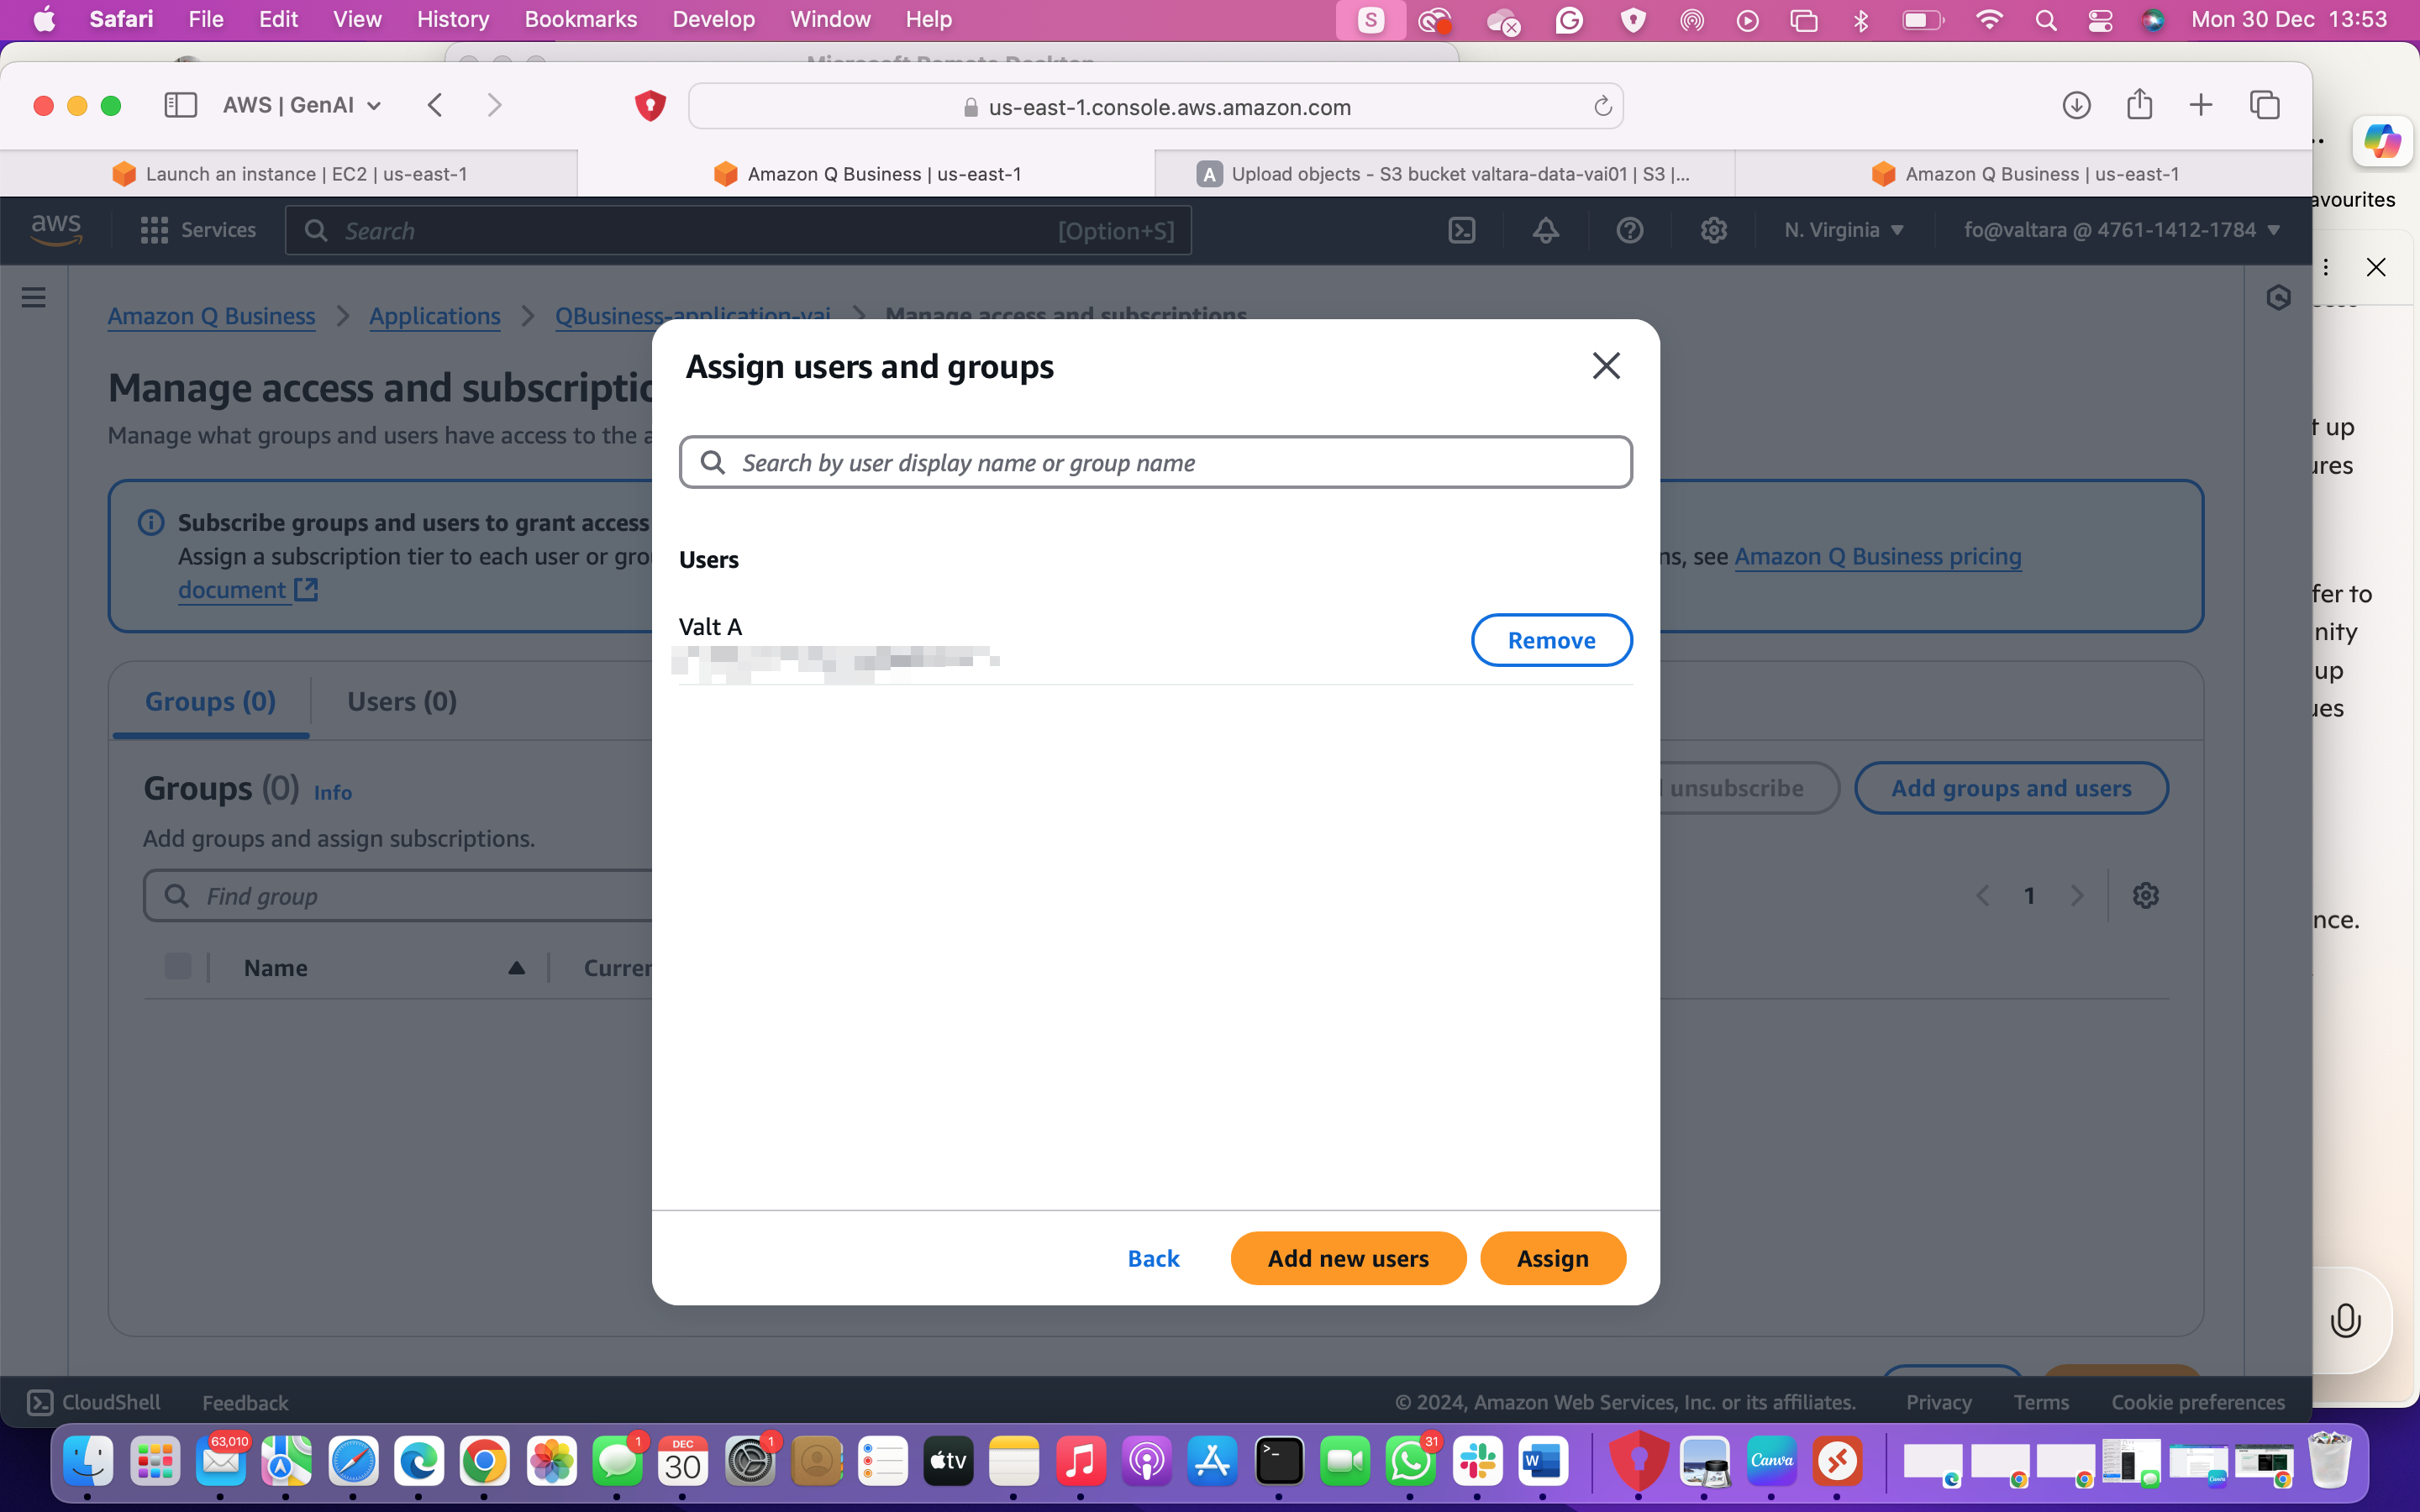 Safari File Edit View History Bookmarks Develop Window Help Mon 30 Dec 13:53
Microsoft Remote Desktop
AWS | GenAI us-east-1.console.aws.amazon.com
Launch an instance | EC2 | us-east-1
Amazon Q Business | us-east-1
Upload objects - S3 bucket valtara-data-vai01 | S3 |...
Amazon Q Business | us-east-1
avourites
aws Services Search [Option+S] N. Virginia fo@valtara @ 4761-1412-1784
Amazon Q Business Applications QBusiness-application-vai Manage access and subscriptions
Manage access and subscriptio
Manage what groups and users have access to the a
Subscribe groups and users to grant access
Assign a subscription tier to each user or gro
ns, see Amazon Q Business pricing
document
Groups (0) Users (0)
Groups (0) Info
unsubscribe Add groups and users
Add groups and assign subscriptions.
Find group
1
Name Curren
Assign users and groups
Search by user display name or group name
Users
Valt A
Remove
Back Add new users Assign
t up
ures
fer to
nity
up
ues
nce.
CloudShell Feedback © 2024, Amazon Web Services, Inc. or its affiliates. Privacy Terms Cookie preferences
63,010
1
DEC
30
1
tv
31
W
Canva